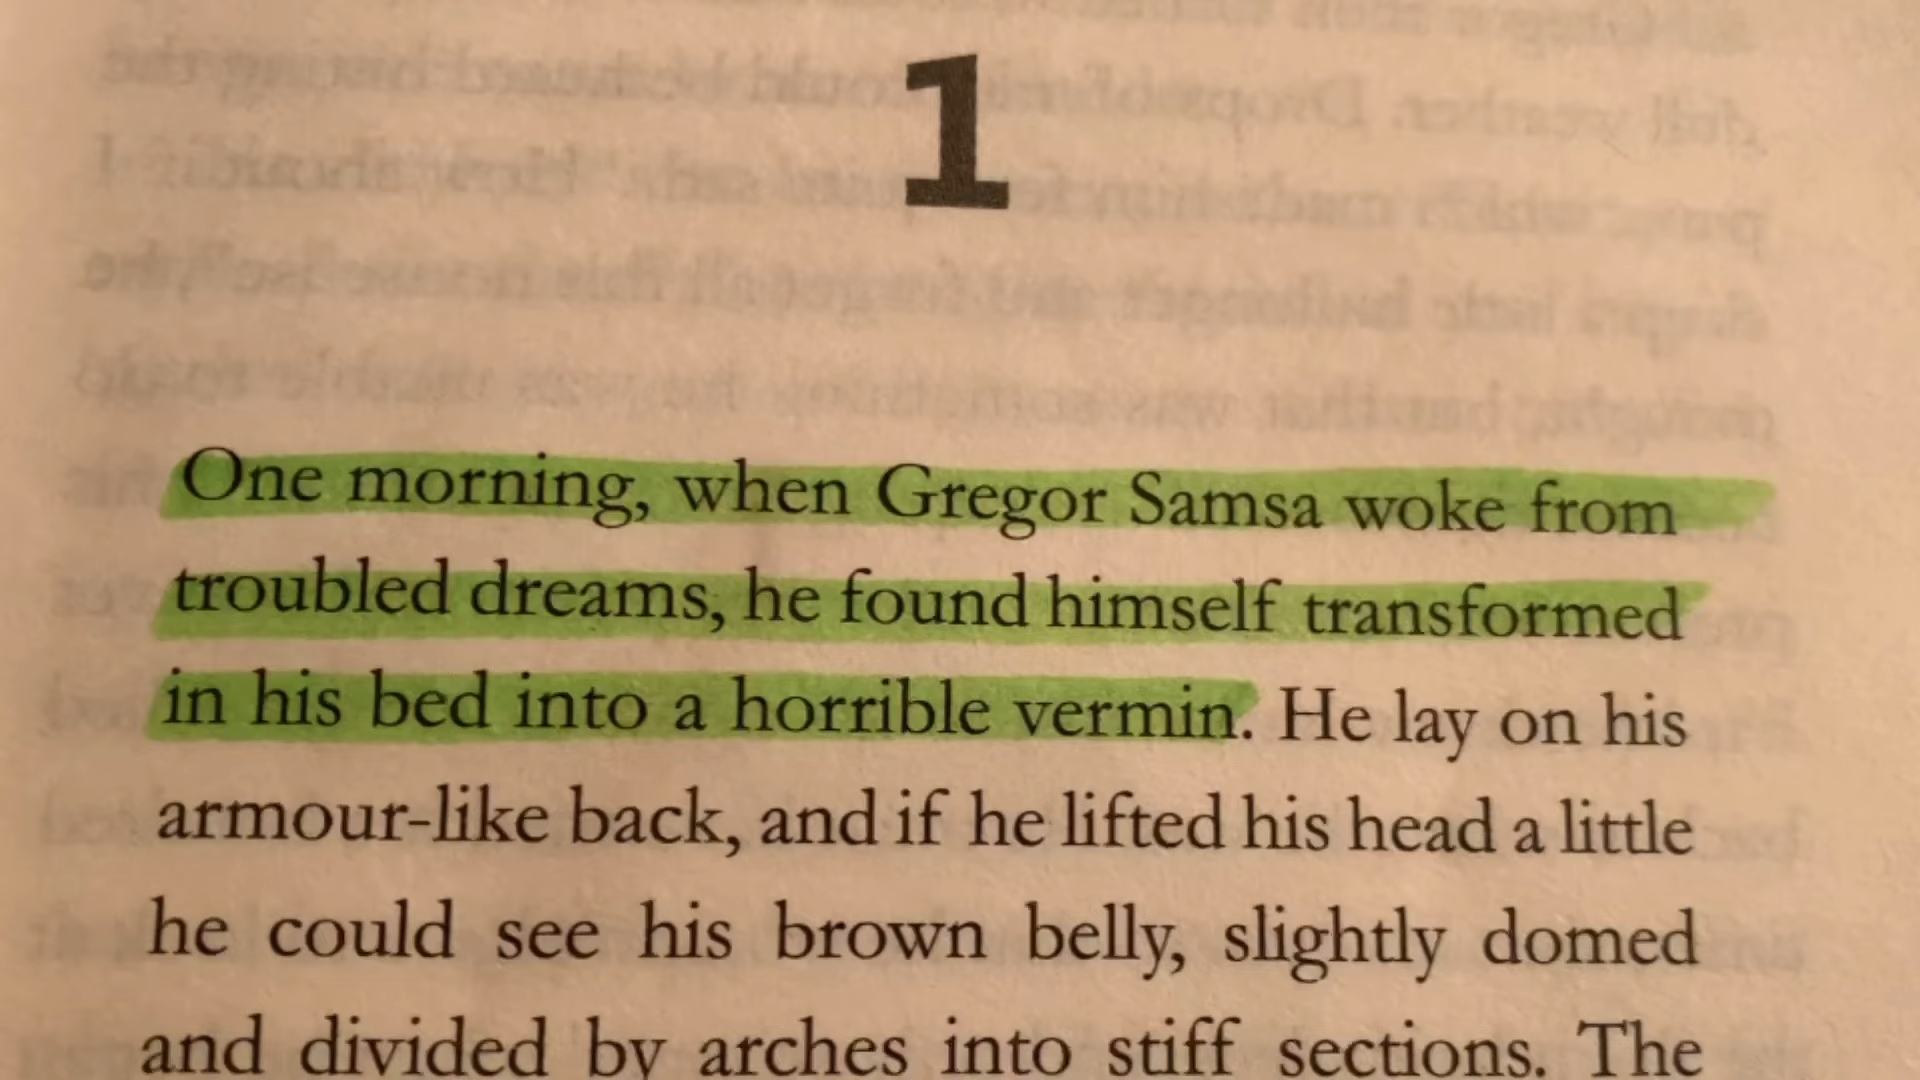 1
One morning, when Gregor Samsa woke from
troubled dreams, he found himself transformed
in his bed into a horrible vermin. He lay on his
armour-like back, and if he lifted his head a little
he could see his brown belly, slightly domed
and divided by arches into stiff sections. The